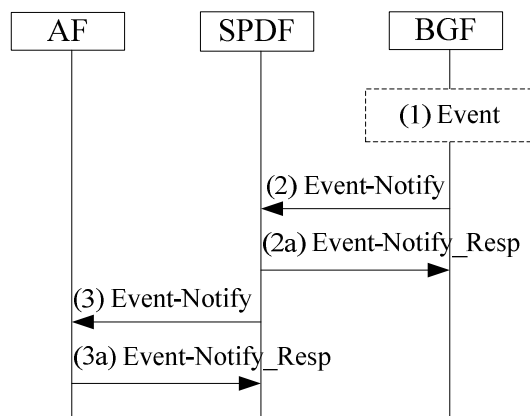 AF
SPDF
BGF
(1) Event
(2) Event-Notify
(2a) Event-Notify_Resp
(3) Event-Notify
(3a) Event-Notify_Resp